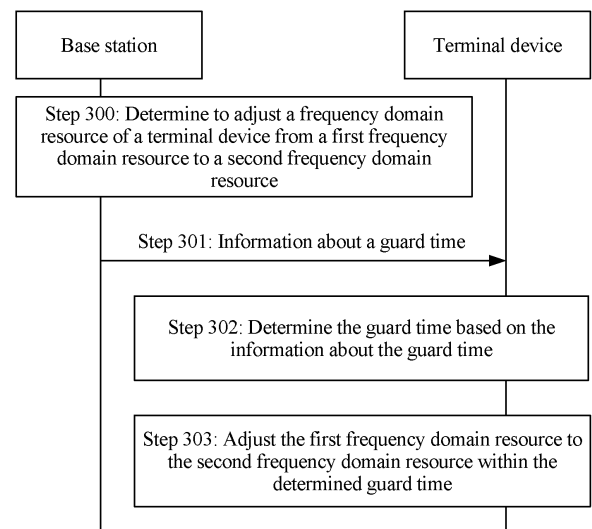 Base station
Terminal device
Step 300: Determine to adjust a frequency domain
resource of a terminal device from a first frequency
domain resource to a second frequency domain
resource
Step 301: Information about a guard time
Step 302: Determine the guard time based on the
information about the guard time
Step 303: Adjust the first frequency domain resource to
the second frequency domain resource within the
determined guard time